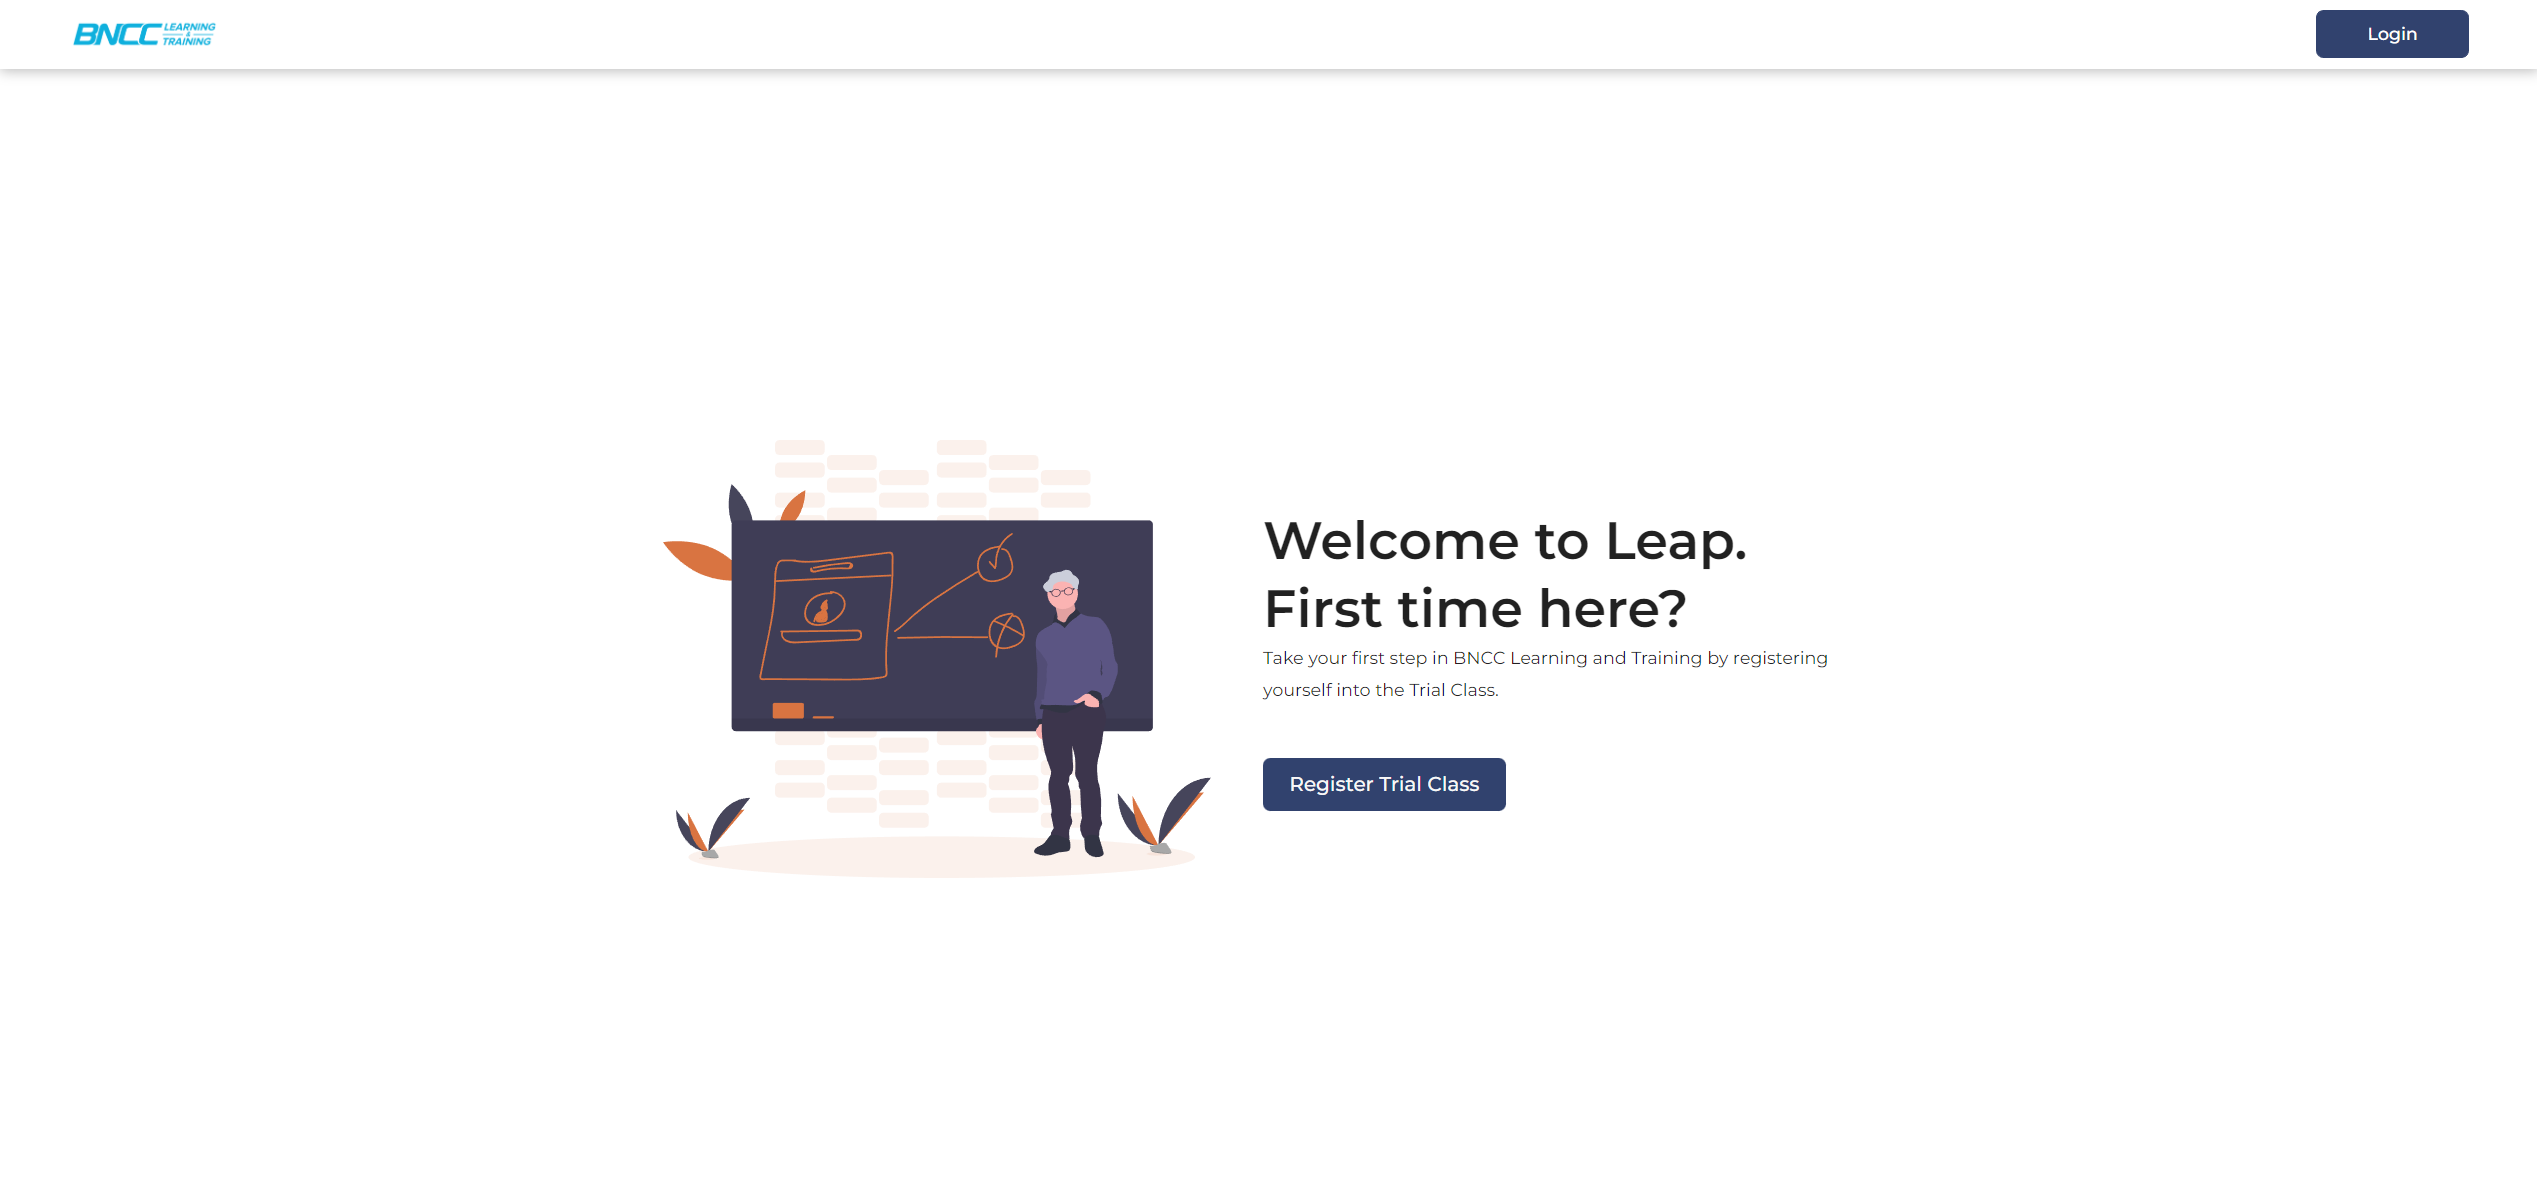 BNCC LEARNING
& TRAINING
Login
Welcome to Leap.
First time here?
Take your first step in BNCC Learning and Training by registering
yourself into the Trial Class.
Register Trial Class